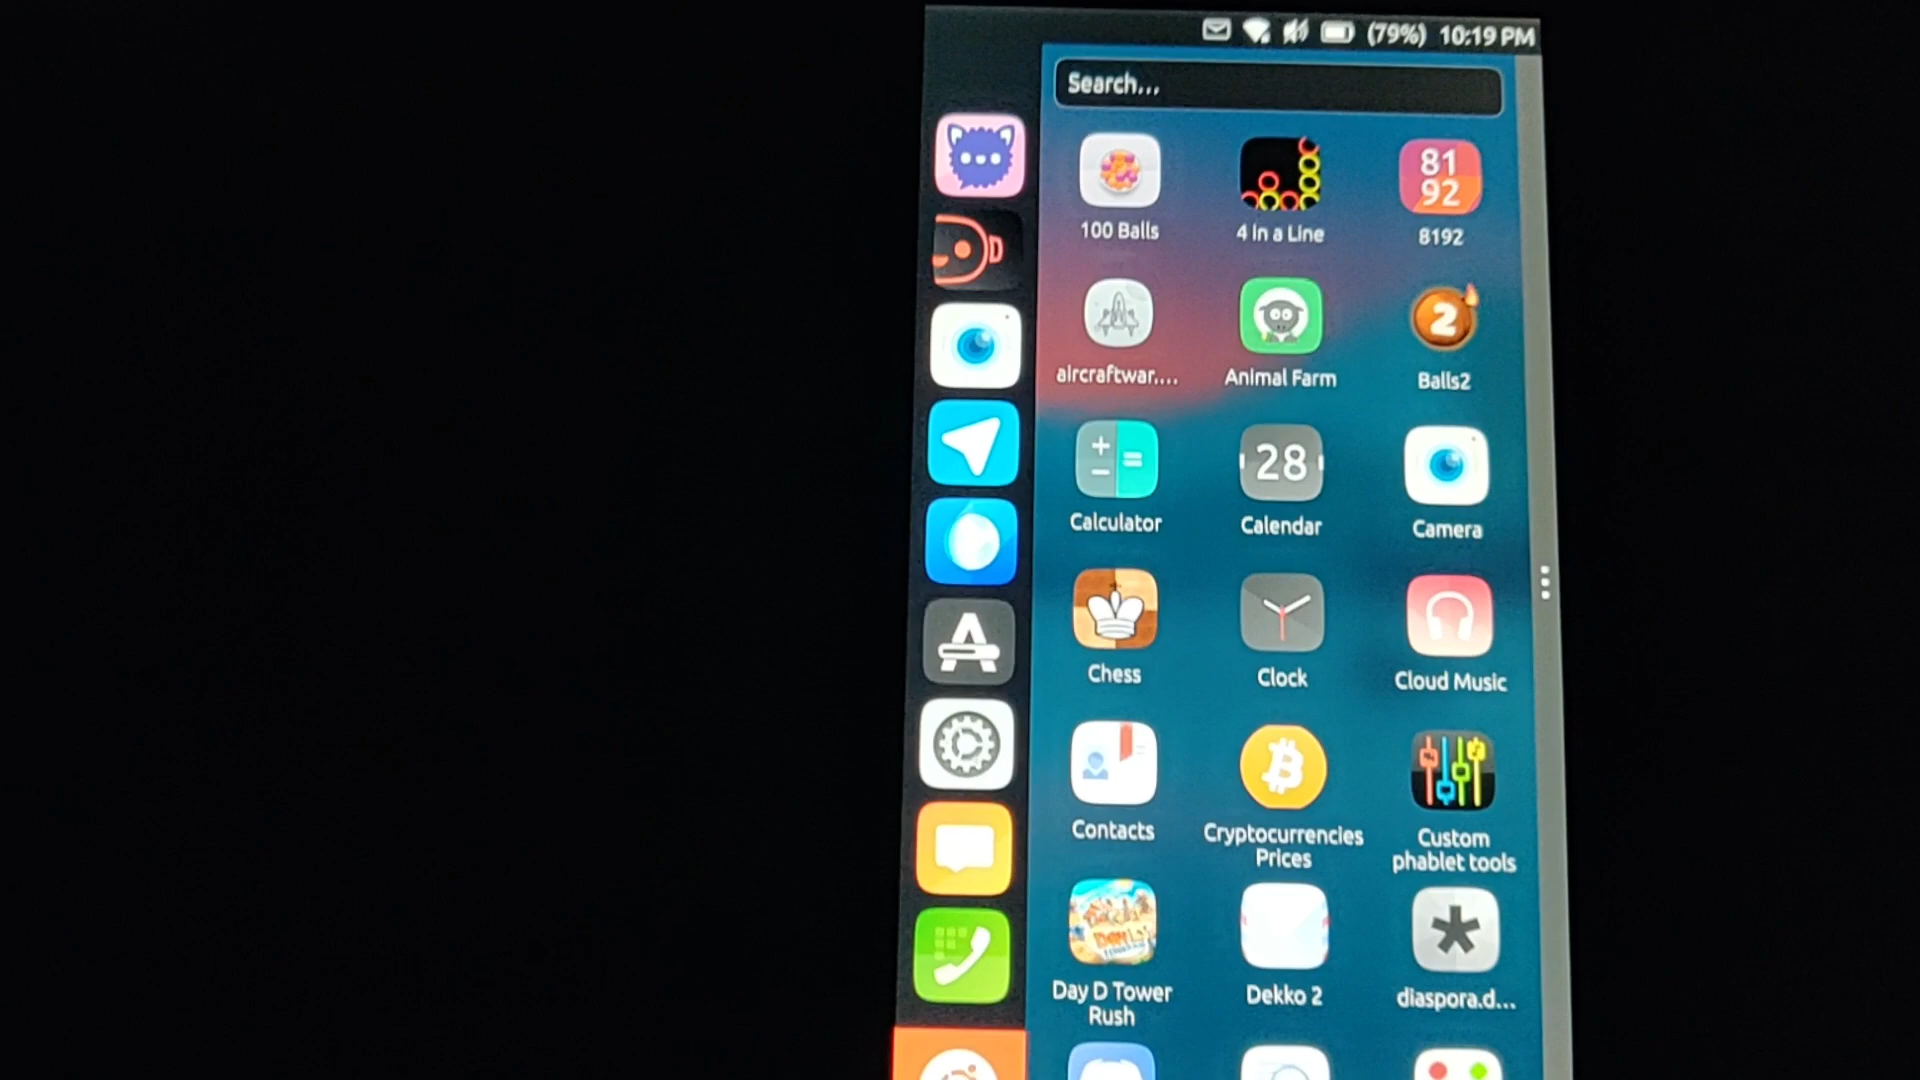 (79%) 10:19 PM
Search...
81
92
100 Balls
4 in a Line
8192
2
aircraftwar....
Animal Farm
Balls2
+
−
=
28
Calculator
Calendar
Camera
Chess
Clock
Cloud Music
Contacts
Cryptocurrencies
Prices
Custom
phablet tools
Day D Tower
Rush
Dekko 2
diaspora.d...